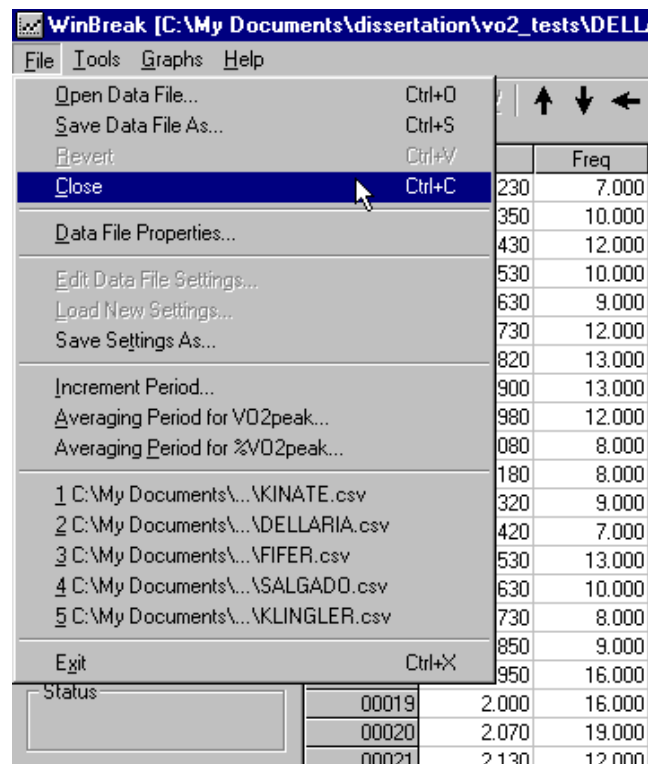 WinBreak [C:\My Documents\dissertation\vo2_tests\DELLA
File Tools Graphs Help
Open Data File... Ctrl+O
Save Data File As... Ctrl+S
Revert Ctrl+V
Freq
Close Ctrl+C 230 7.000
350 10.000
Data File Properties... 430 12.000
530 10.000
Edit Data File Settings...
Load New Settings... 630 9.000
Save Settings As... 730 12.000
820 13.000
Increment Period... 900 13.000
Averaging Period for VO2peak... 980 12.000
Averaging Period for %VO2peak... 080 8.000
180 8.000
1 C:\My Documents\...\KINATE.csv 320 9.000
2 C:\My Documents\...\DELLARIA.csv 420 7.000
3 C:\My Documents\...\FIFER.csv 530 13.000
4 C:\My Documents\...\SALGADO.csv 630 10.000
5 C:\My Documents\...\KLINGLER.csv 730 8.000
850 9.000
Exit Ctrl+X 950 16.000
Status
00019 2.000 16.000
00020 2.070 19.000
00021 2.130 12.000